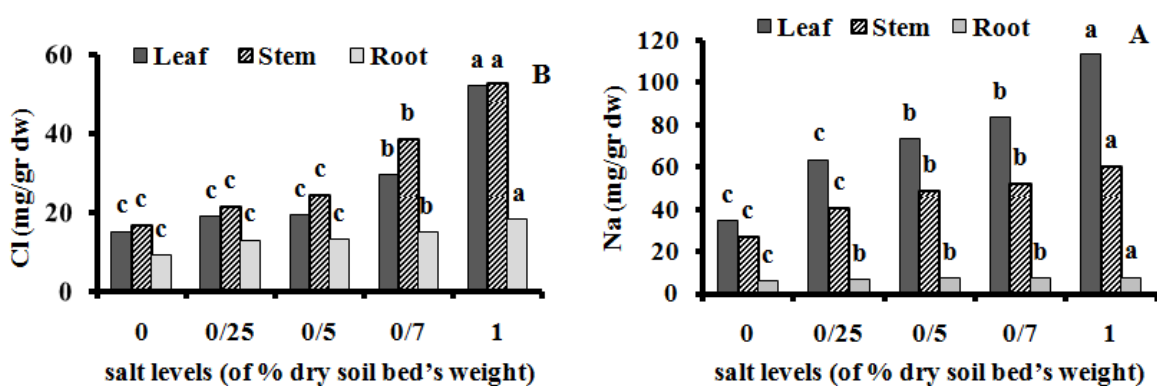 Leaf Stem Root B
Cl (mg/gr dw)
60
40
20
0
c c c
c c c
c c c
b b b
a a a
0 0/25 0/5 0/7 1
salt levels (of % dry soil bed's weight)
Leaf Stem Root A
Na (mg/gr dw)
120
100
80
60
40
20
0
c c c
c c b
b b b
b b b
a a a
0 0/25 0/5 0/7 1
salt levels (of % dry soil bed's weight)